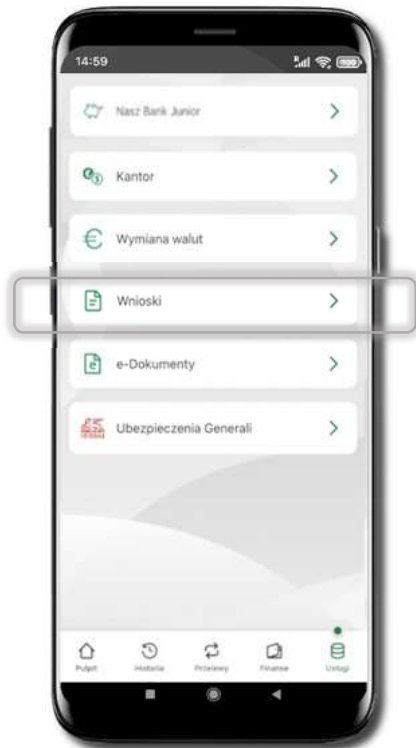 14:59
Nasz Bank Junior
Kantor
Wymiana walut
Wnioski
e-Dokumenty
Ubezpieczenia Generali
Pulpit Historia Przelewy Finanse Usługi